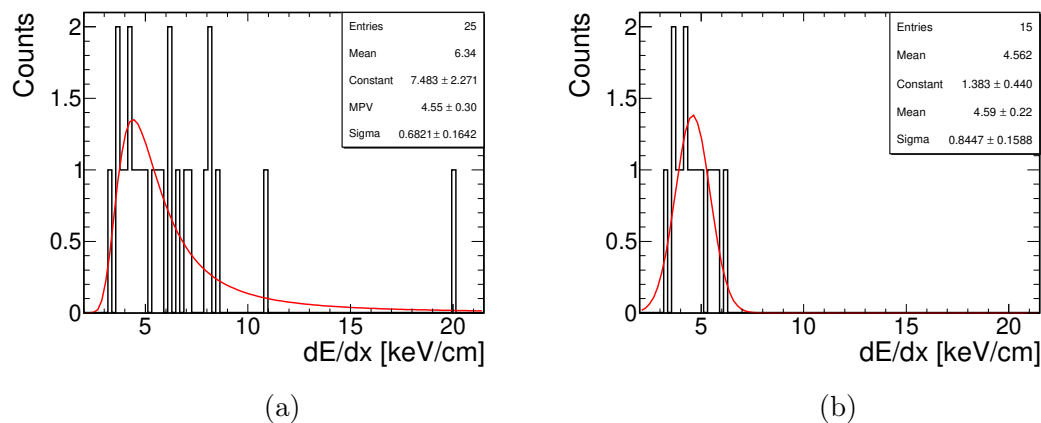 Counts
2
1.5
1
0.5
0
5 10 15 20
dE/dx [keV/cm]
Entries 25
Mean 6.34
Constant 7.483 ± 2.271
MPV 4.55 ± 0.30
Sigma 0.6821 ± 0.1642
(a)
Counts
2
1.5
1
0.5
0
5 10 15 20
dE/dx [keV/cm]
Entries 15
Mean 4.562
Constant 1.383 ± 0.440
Mean 4.59 ± 0.22
Sigma 0.8447 ± 0.1588
(b)